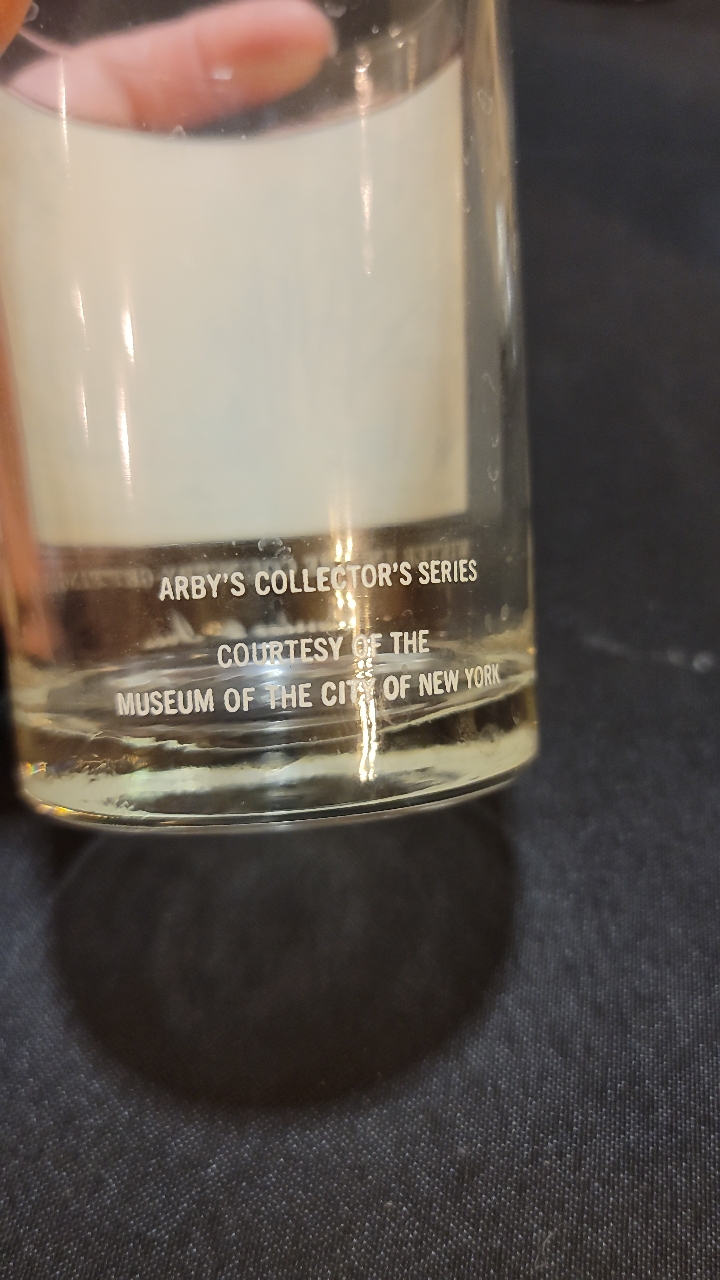 ARBY'S COLLECTOR'S SERIES
COURTESY OF THE
MUSEUM OF THE CITY OF NEW YORK